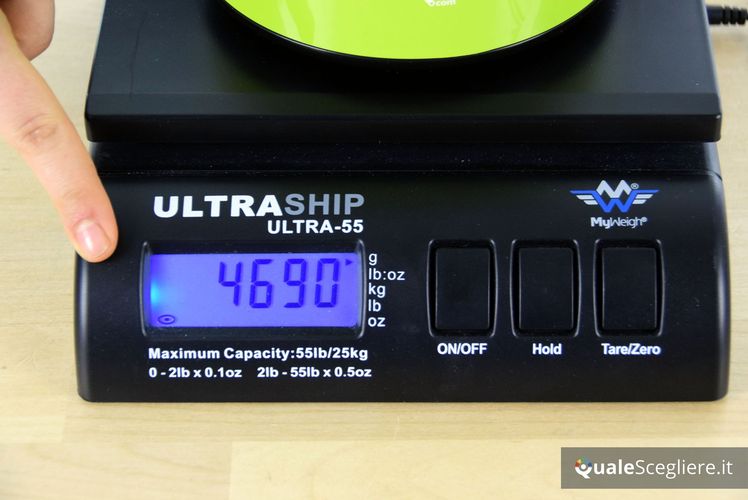 .com
ULTRASHIP
ULTRA-55
MyWeigh®
4690
g
lb:oz
kg
lb
oz
Maximum Capacity:55lb/25kg
0 - 2lb x 0.1oz 2lb - 55lb x 0.5oz
ON/OFF Hold Tare/Zero
QualeScegliere.it